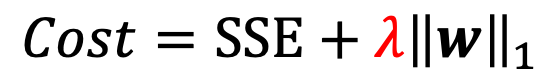 Cost = SSE + λ‖w‖₁